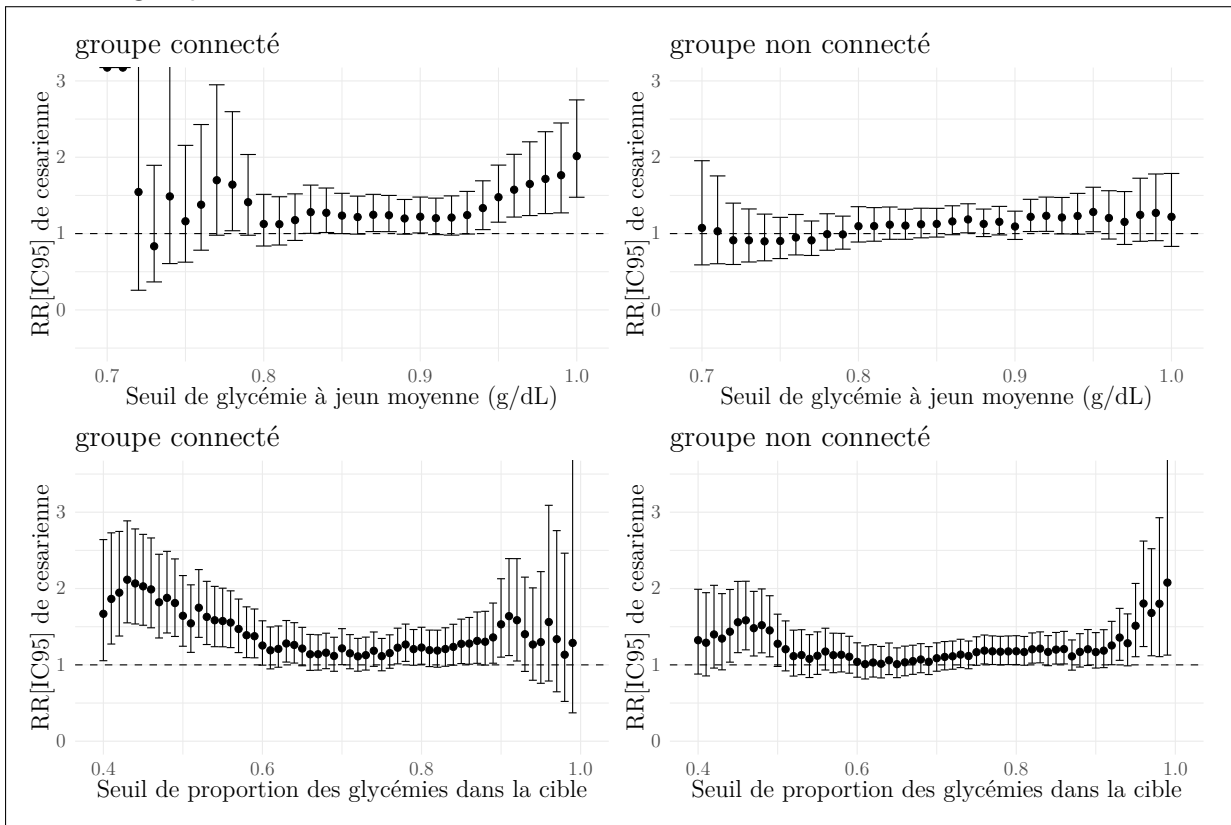 groupe connecté
3
2
1
0
RR[IC95] de cesarienne
0.7 0.8 0.9 1.0
Seuil de glycémie à jeun moyenne (g/dL)
groupe non connecté
3
2
1
0
RR[IC95] de cesarienne
0.7 0.8 0.9 1.0
Seuil de glycémie à jeun moyenne (g/dL)
groupe connecté
3
2
1
0
RR[IC95] de cesarienne
0.4 0.6 0.8 1.0
Seuil de proportion des glycémies dans la cible
groupe non connecté
3
2
1
0
RR[IC95] de cesarienne
0.4 0.6 0.8 1.0
Seuil de proportion des glycémies dans la cible